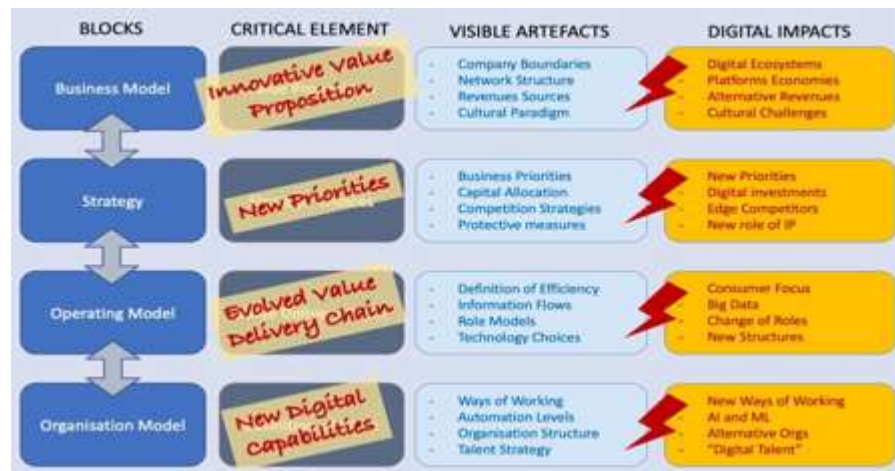 BLOCKS
CRITICAL ELEMENT
VISIBLE ARTEFACTS
DIGITAL IMPACTS
Business Model
Innovative Value
Proposition
- Company Boundaries
- Network Structure
- Revenues Sources
- Cultural Paradigm
- Digital Ecosystems
- Platforms Economies
- Alternative Revenues
- Cultural Challenges
Strategy
New Priorities
- Business Priorities
- Capital Allocation
- Competition Strategies
- Protective measures
- New Priorities
- Digital investments
- Edge Competitors
- New role of IP
Operating Model
Evolved Value
Delivery Chain
- Definition of Efficiency
- Information Flows
- Role Models
- Technology Choices
- Consumer Focus
- Big Data
- Change of Roles
- New Structures
Organisation Model
New Digital
Capabilities
- Ways of Working
- Automation Levels
- Organisation Structure
- Talent Strategy
- New Ways of Working
- AI and ML
- Alternative Orgs
- "Digital Talent"